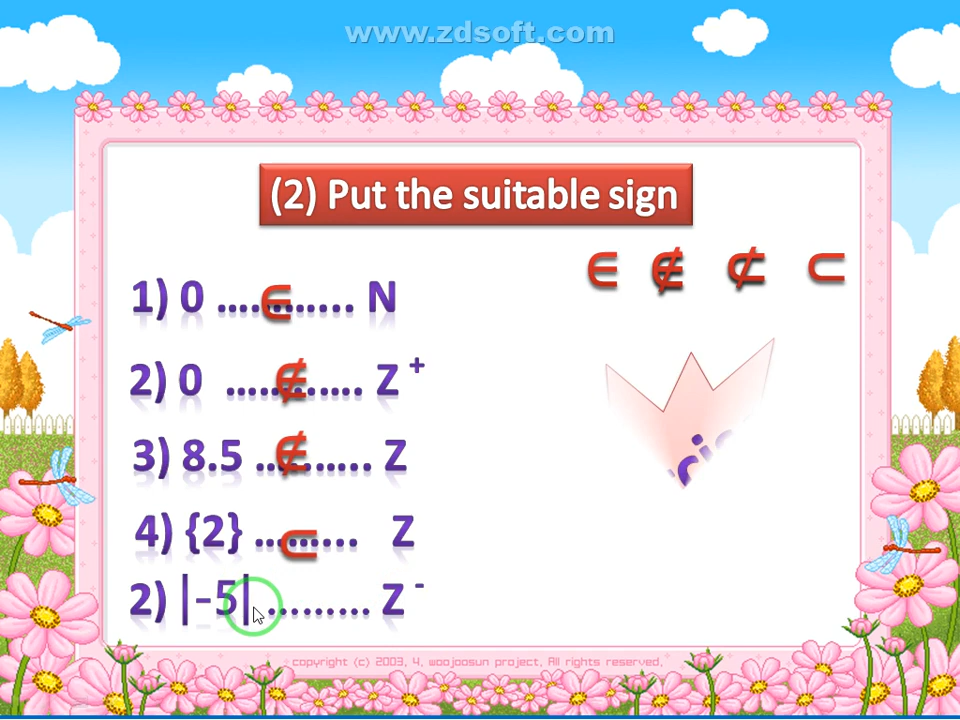 www.zdsoft.com
(2) Put the suitable sign
∈ ∉ ⊄ ⊂
1) 0 ....∈....... N
2) 0 ....∉...... Z +
3) 8.5 ..∉...... Z
4) {2} ..⊂..... Z
2) |-5| ......... Z -
copyright (c) 2003, 4, woojoosun project, All rights reserved,